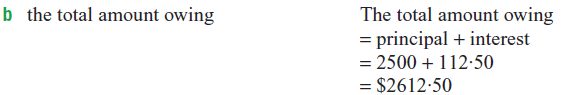 b the total amount owing The total amount owing
= principal + interest
= 2500 + 112·50
= $2612·50